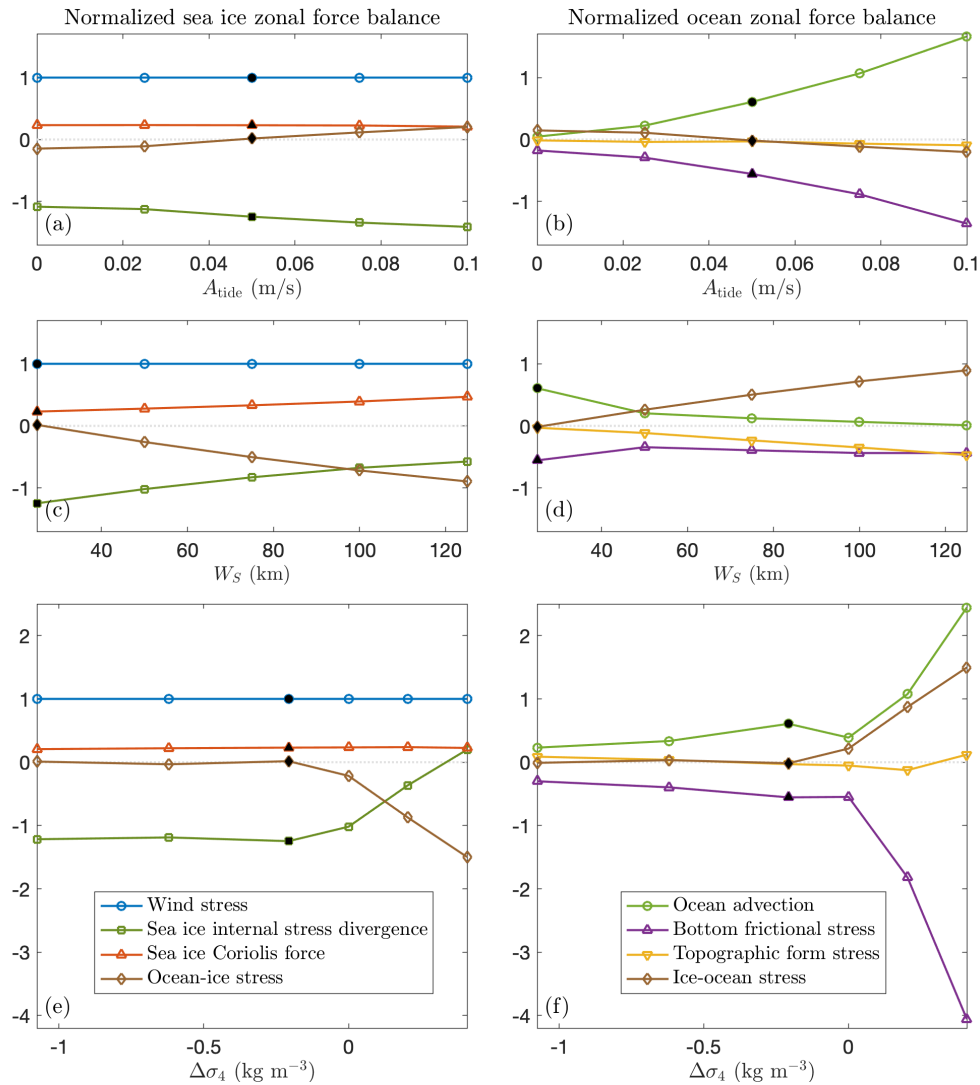 Normalized sea ice zonal force balance
Normalized ocean zonal force balance
1
0
-1
(a)
0 0.02 0.04 0.06 0.08 0.1
A_tide (m/s)
1
0
-1
(b)
0 0.02 0.04 0.06 0.08 0.1
A_tide (m/s)
1
0
-1
(c)
40 60 80 100 120
W_S (km)
1
0
-1
(d)
40 60 80 100 120
W_S (km)
2
1
0
-1
-2
-3
-4
Wind stress
Sea ice internal stress divergence
Sea ice Coriolis force
Ocean-ice stress
(e)
-1 -0.5 0
Δσ₄ (kg m⁻³)
2
1
0
-1
-2
-3
-4
Ocean advection
Bottom frictional stress
Topographic form stress
Ice-ocean stress
(f)
-1 -0.5 0
Δσ₄ (kg m⁻³)